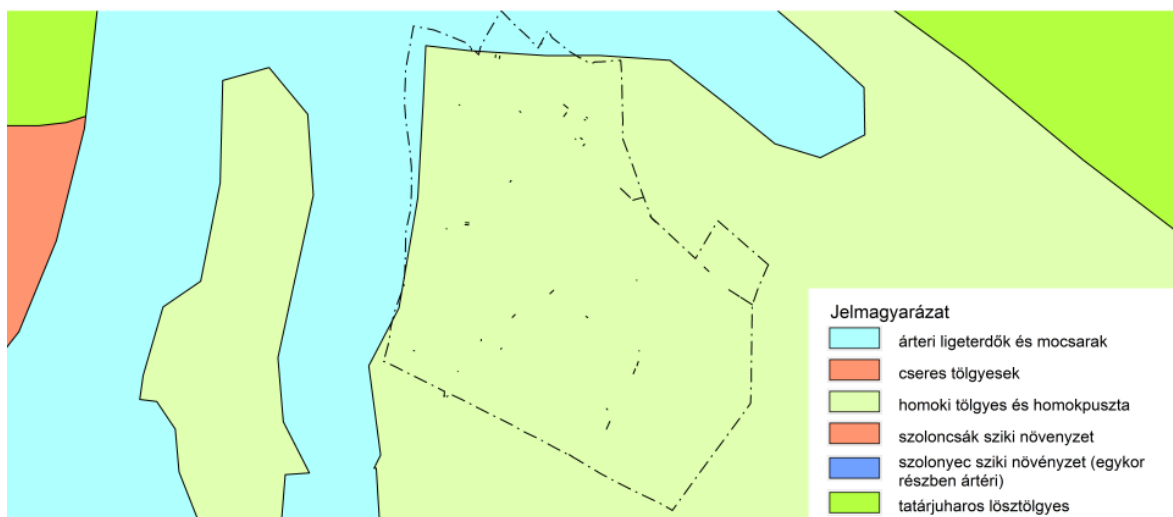 Jelmagyarázat
árteri ligeterdők és mocsarak
cseres tölgyesek
homoki tölgyes és homokpuszta
szoloncsák sziki növenyzet
szolonyec sziki növényzet (egykor
részben ártéri)
tatárjuharos lösztölgyes